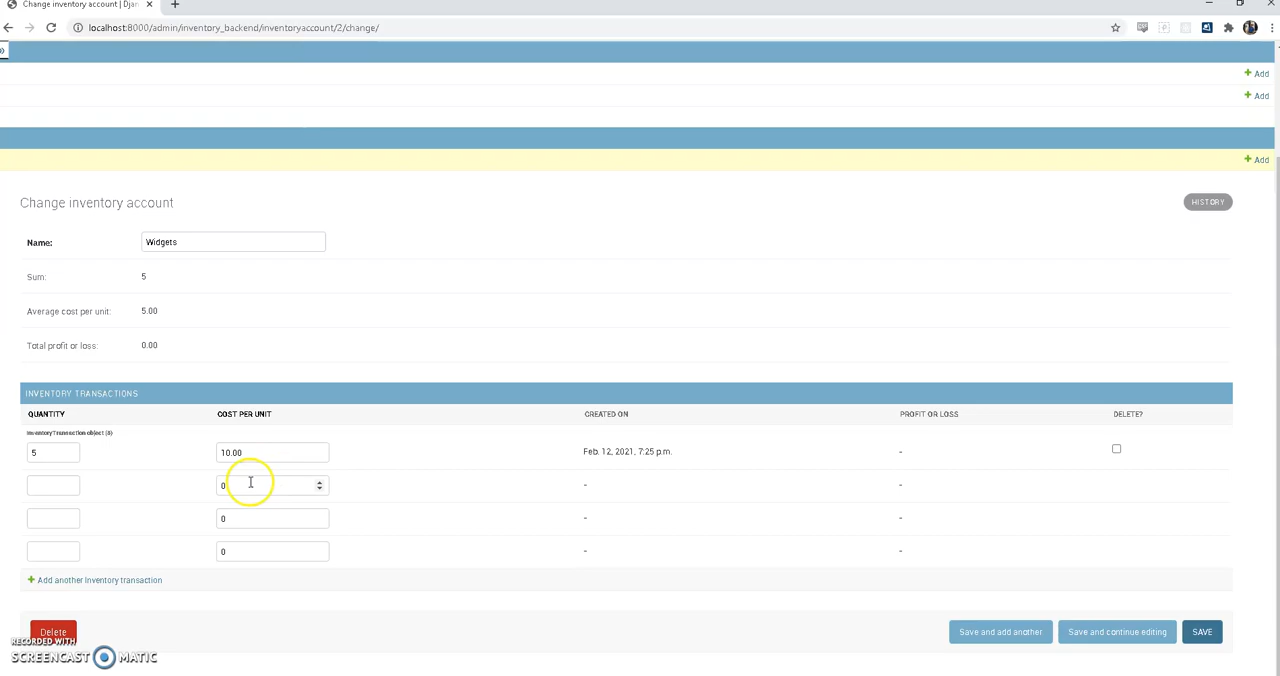 Change inventory account | Djan
localhost:8000/admin/inventory_backend/inventoryaccount/2/change/
Add
Add
Add
Change inventory account
HISTORY
Name: Widgets
Sum: 5
Average cost per unit: 5.00
Total profit or loss: 0.00
INVENTORY TRANSACTIONS
QUANTITY COST PER UNIT CREATED ON PROFIT OR LOSS DELETE?
InventoryTransaction object (3)
5 10.00 Feb. 12, 2021, 7:25 p.m. -
0 - -
0 - -
0 - -
Add another Inventory transaction
Delete Save and add another Save and continue editing SAVE
RECORDED WITH
SCREENCAST MATIC